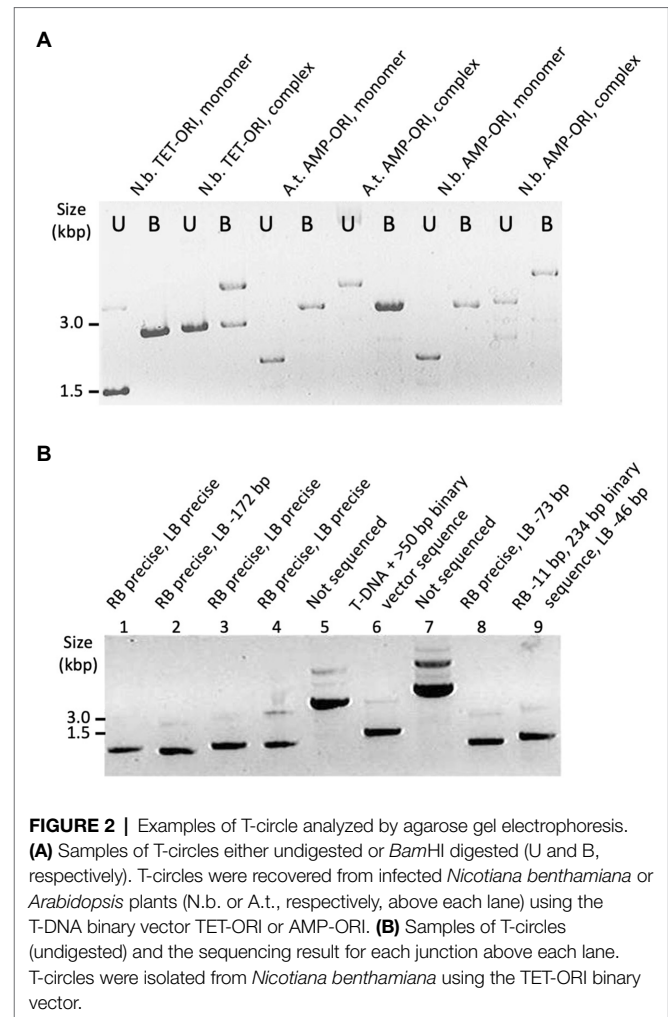 A
N.b. TET-ORI, monomer
N.b. TET-ORI, complex
A.t. AMP-ORI, monomer
A.t. AMP-ORI, complex
N.b. AMP-ORI, monomer
N.b. AMP-ORI, complex
Size
(kbp)
U B U B U B U B U B U B
3.0
1.5
B
RB precise, LB precise
RB precise, LB -172 bp
RB precise, LB precise
RB precise, LB precise
Not sequenced
T-DNA + >50 bp binary
vector sequence
Not sequenced
RB precise, LB -73 bp
RB -11 bp, 234 bp binary
sequence, LB -46 bp
1 2 3 4 5 6 7 8 9
Size
(kbp)
3.0
1.5
FIGURE 2 | Examples of T-circle analyzed by agarose gel electrophoresis.
(A) Samples of T-circles either undigested or BamHI digested (U and B,
respectively). T-circles were recovered from infected Nicotiana benthamiana or
Arabidopsis plants (N.b. or A.t., respectively, above each lane) using the
T-DNA binary vector TET-ORI or AMP-ORI. (B) Samples of T-circles
(undigested) and the sequencing result for each junction above each lane.
T-circles were isolated from Nicotiana benthamiana using the TET-ORI binary
vector.